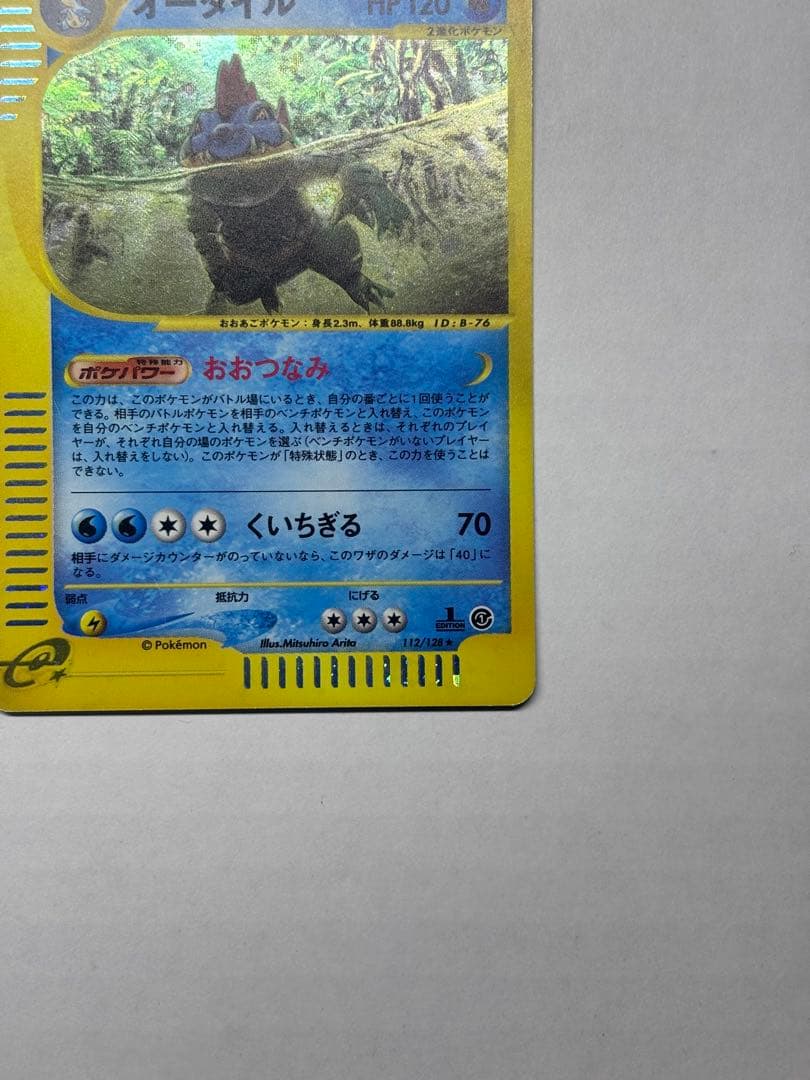 オーダイル HP120
2進化ポケモン
おおあごポケモン：身長2.3m、体重88.8kg ID：B-76
特殊能力
ポケパワー おおつなみ
この力は、このポケモンがバトル場にいるとき、自分の番ごとに1回使うことが
できる。相手のバトルポケモンを相手のベンチポケモンと入れ替え、このポケモン
を自分のベンチポケモンと入れ替える。入れ替えるときは、それぞれのプレイ
ヤーが、それぞれ自分の場のポケモンを選ぶ（ベンチポケモンがいないプレイヤー
は、入れ替えをしない）。このポケモンが「特殊状態」のとき、この力を使うことは
できない。
くいちぎる 70
相手にダメージカウンターがのっていないなら、このワザのダメージは「40」に
なる。
弱点 抵抗力 にげる
1
EDITION
© Pokémon Illus.Mitsuhiro Arita 112/128 ★
e